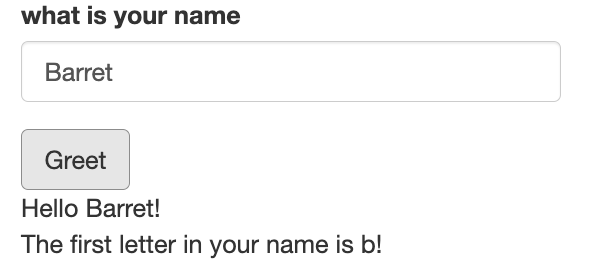 what is your name
Barret
Greet
Hello Barret!
The first letter in your name is b!